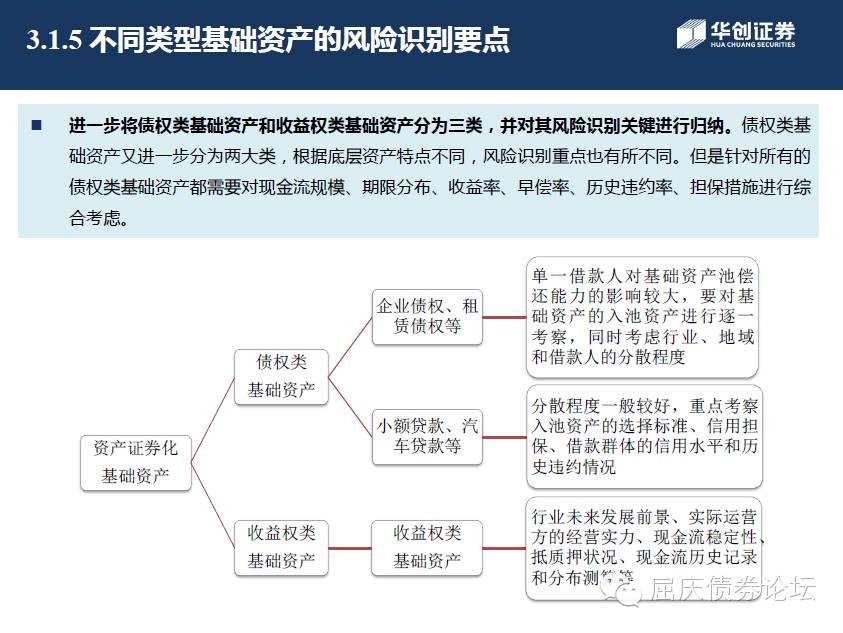 3.1.5 不同类型基础资产的风险识别要点
华创证券
HUA CHUANG SECURITIES
进一步将债权类基础资产和收益权类基础资产分为三类，并对其风险识别关键进行归纳。债权类基
础资产又进一步分为两大类，根据底层资产特点不同，风险识别重点也有所不同。但是针对所有的
债权类基础资产都需要对现金流规模、期限分布、收益率、早偿率、历史违约率、担保措施进行综
合考虑。
资产证券化
基础资产
债权类
基础资产
企业债权、租
赁债权等
单一借款人对基础资产池偿
还能力的影响较大，要对基
础资产的入池资产进行逐一
考察，同时考虑行业、地域
和借款人的分散程度
小额贷款、汽
车贷款等
分散程度一般较好，重点考察
入池资产的选择标准、信用担
保、借款群体的信用水平和历
史违约情况
收益权类
基础资产
收益权类
基础资产
行业未来发展前景、实际运营
方的经营实力、现金流稳定性、
抵质押状况、现金流历史记录
和分布测算等
屈庆债券论坛